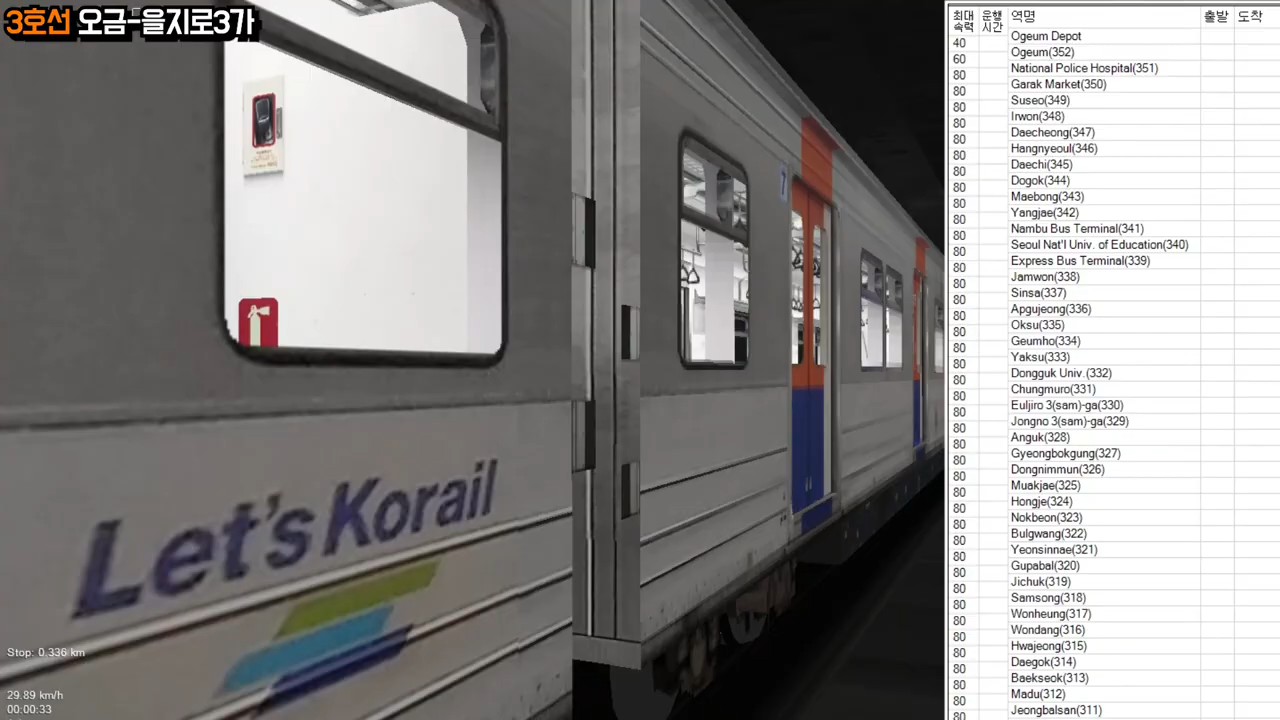 3호선 오금-을지로3가
7
Let's Korail
Stop: 0.336 km
29.89 km/h
00:00:33
최대 속력 운행 시간 역명 출발 도착
Ogeum Depot
40
Ogeum(352)
60
National Police Hospital(351)
80
Garak Market(350)
80
Suseo(349)
80
Irwon(348)
80
Daecheong(347)
80
Hangnyeoul(346)
80
Daechi(345)
80
Dogok(344)
80
Maebong(343)
80
Yangjae(342)
80
Nambu Bus Terminal(341)
80
Seoul Nat'l Univ. of Education(340)
80
Express Bus Terminal(339)
80
Jamwon(338)
80
Sinsa(337)
80
Apgujeong(336)
80
Oksu(335)
80
Geumho(334)
80
Yaksu(333)
80
Dongguk Univ.(332)
80
Chungmuro(331)
80
Euljiro 3(sam)-ga(330)
80
Jongno 3(sam)-ga(329)
80
Anguk(328)
80
Gyeongbokgung(327)
80
Dongnimmun(326)
80
Muakjae(325)
80
Hongje(324)
80
Nokbeon(323)
80
Bulgwang(322)
80
Yeonsinnae(321)
80
Gupabal(320)
80
Jichuk(319)
80
Samsong(318)
80
Wonheung(317)
80
Wondang(316)
80
Hwajeong(315)
80
Daegok(314)
80
Baekseok(313)
80
Madu(312)
80
Jeongbalsan(311)
80